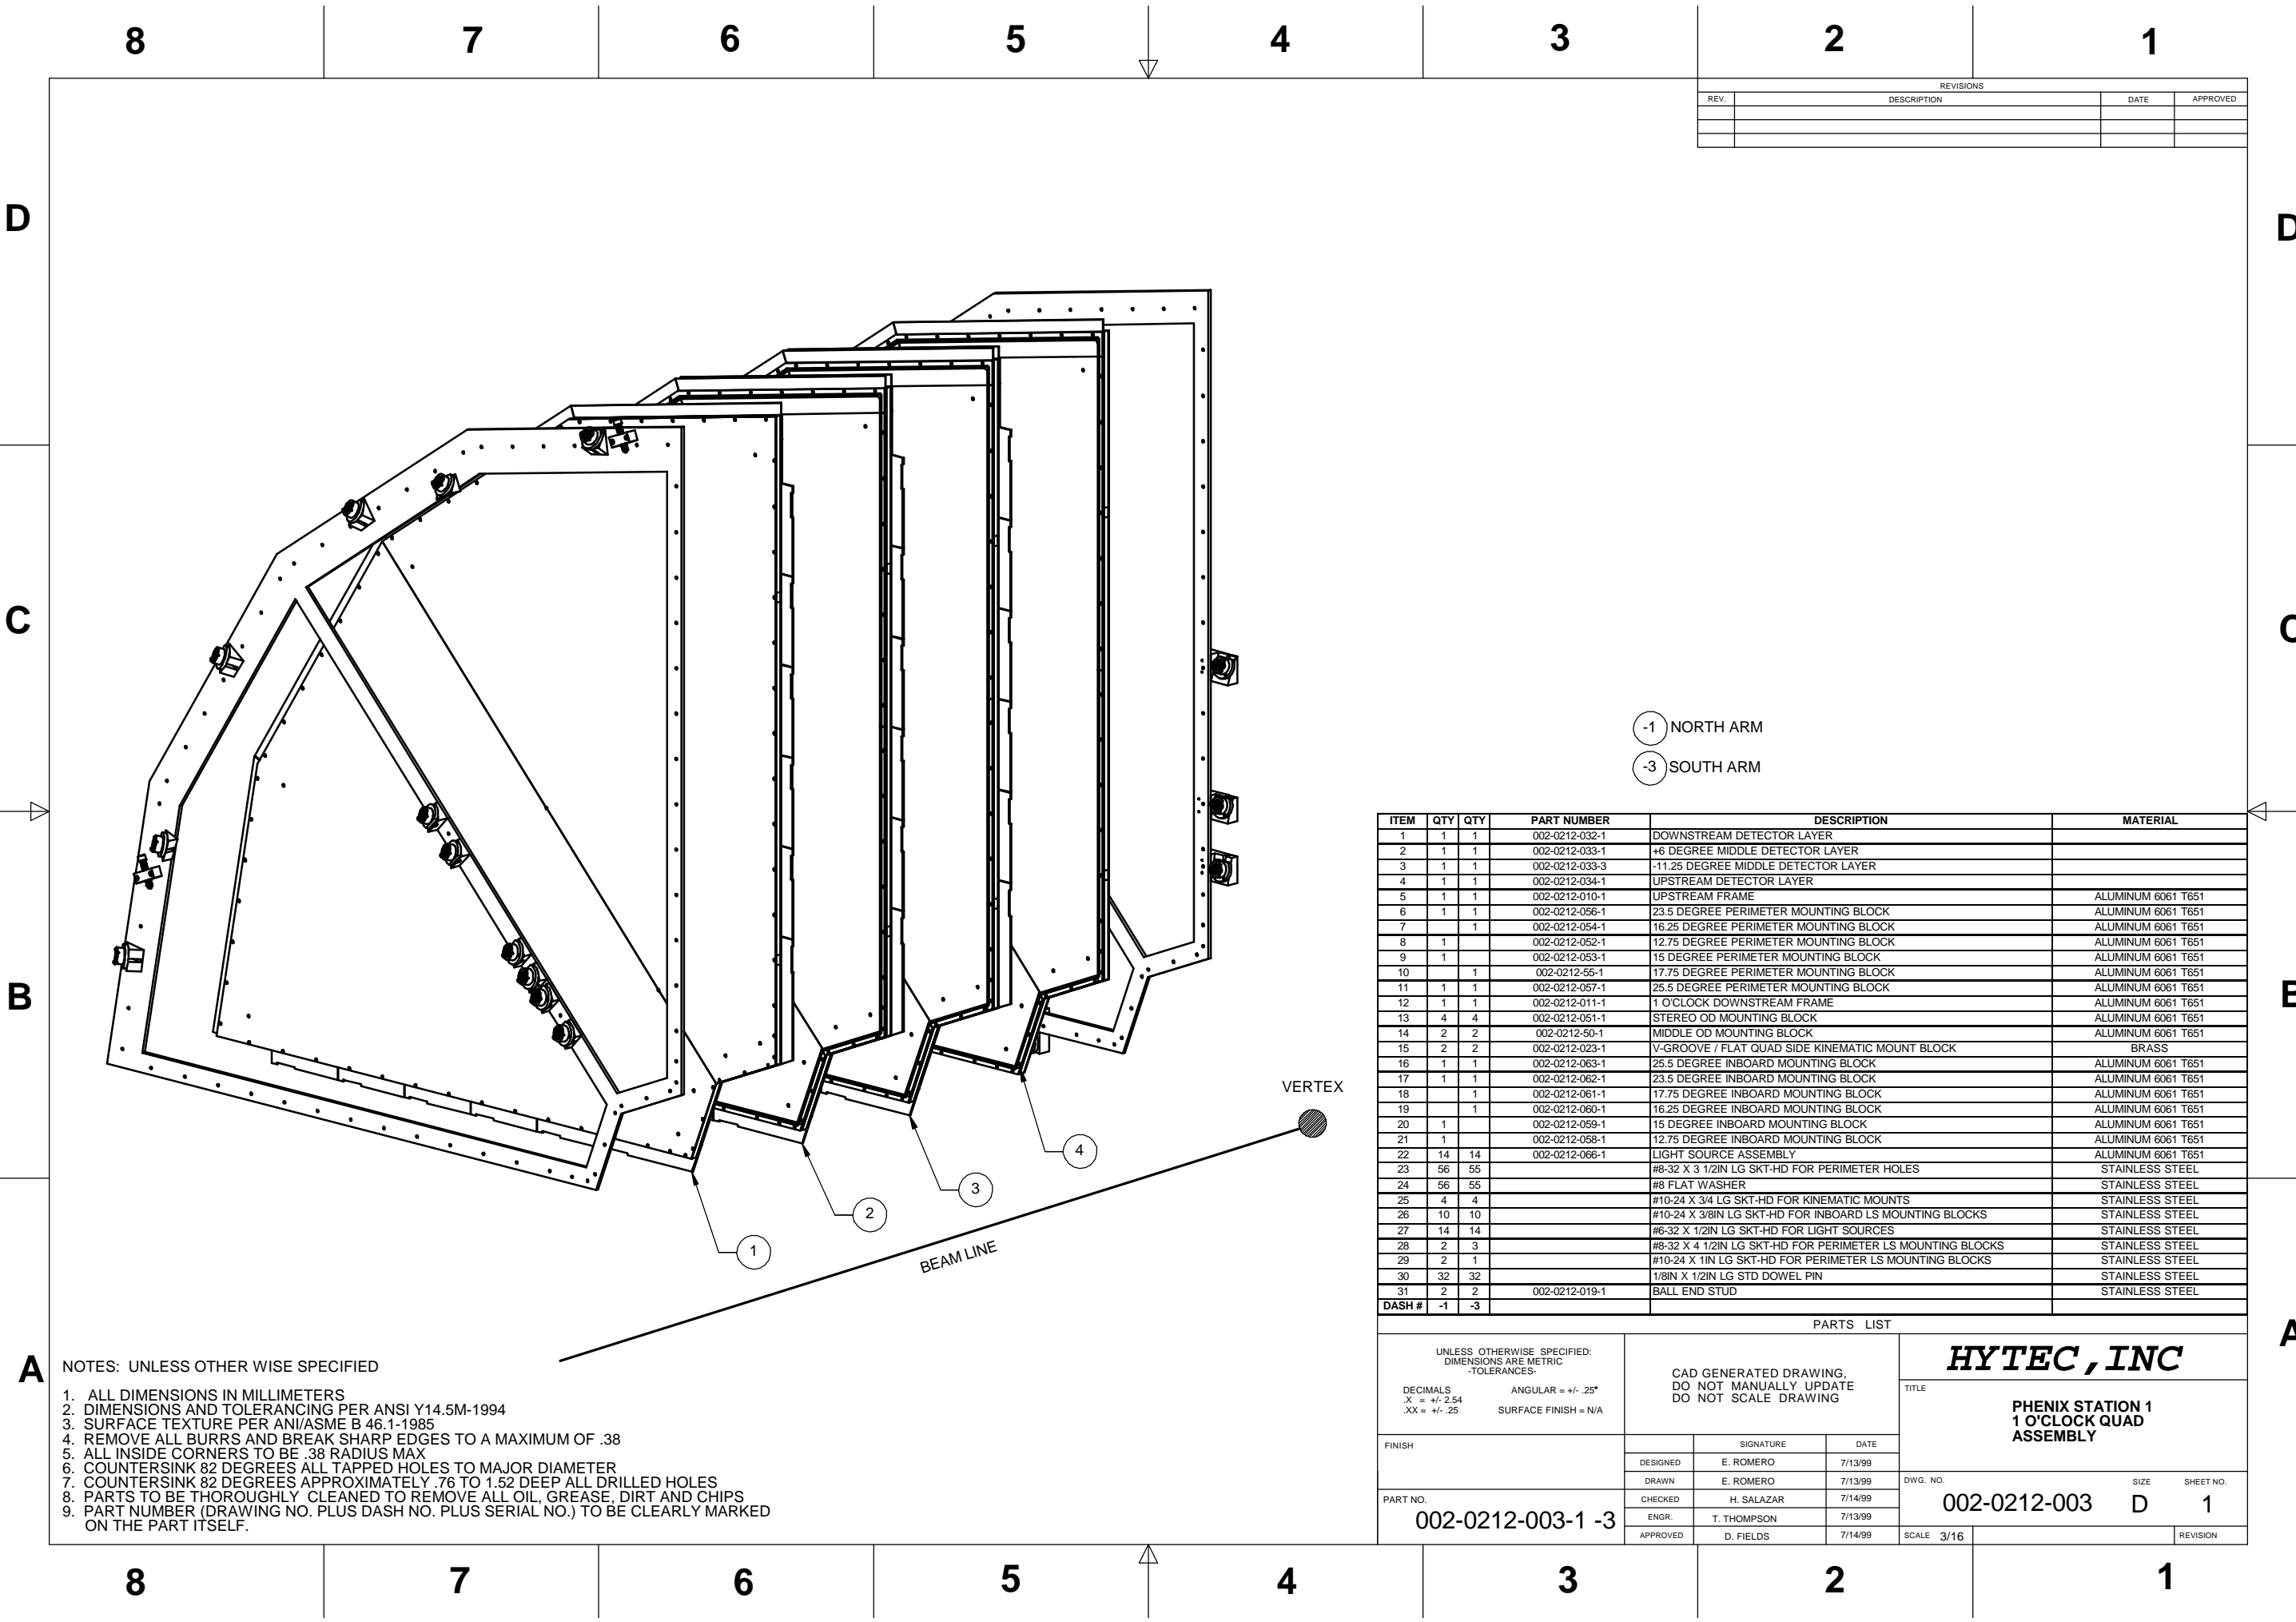 8 7 6 5 4 3 2 1
REVISIONS
REV. DESCRIPTION DATE APPROVED
D D
C C
B B
A A
-1 NORTH ARM
-3 SOUTH ARM
VERTEX
BEAM LINE
1
2
3
4
ITEM QTY QTY PART NUMBER DESCRIPTION MATERIAL
1 1 1 002-0212-032-1 DOWNSTREAM DETECTOR LAYER
2 1 1 002-0212-033-1 +6 DEGREE MIDDLE DETECTOR LAYER
3 1 1 002-0212-033-3 -11.25 DEGREE MIDDLE DETECTOR LAYER
4 1 1 002-0212-034-1 UPSTREAM DETECTOR LAYER
5 1 1 002-0212-010-1 UPSTREAM FRAME ALUMINUM 6061 T651
6 1 1 002-0212-056-1 23.5 DEGREE PERIMETER MOUNTING BLOCK ALUMINUM 6061 T651
7 1 002-0212-054-1 16.25 DEGREE PERIMETER MOUNTING BLOCK ALUMINUM 6061 T651
8 1 002-0212-052-1 12.75 DEGREE PERIMETER MOUNTING BLOCK ALUMINUM 6061 T651
9 1 002-0212-053-1 15 DEGREE PERIMETER MOUNTING BLOCK ALUMINUM 6061 T651
10 1 002-0212-55-1 17.75 DEGREE PERIMETER MOUNTING BLOCK ALUMINUM 6061 T651
11 1 1 002-0212-057-1 25.5 DEGREE PERIMETER MOUNTING BLOCK ALUMINUM 6061 T651
12 1 1 002-0212-011-1 1 O'CLOCK DOWNSTREAM FRAME ALUMINUM 6061 T651
13 4 4 002-0212-051-1 STEREO OD MOUNTING BLOCK ALUMINUM 6061 T651
14 2 2 002-0212-50-1 MIDDLE OD MOUNTING BLOCK ALUMINUM 6061 T651
15 2 2 002-0212-023-1 V-GROOVE / FLAT QUAD SIDE KINEMATIC MOUNT BLOCK BRASS
16 1 1 002-0212-063-1 25.5 DEGREE INBOARD MOUNTING BLOCK ALUMINUM 6061 T651
17 1 1 002-0212-062-1 23.5 DEGREE INBOARD MOUNTING BLOCK ALUMINUM 6061 T651
18 1 002-0212-061-1 17.75 DEGREE INBOARD MOUNTING BLOCK ALUMINUM 6061 T651
19 1 002-0212-060-1 16.25 DEGREE INBOARD MOUNTING BLOCK ALUMINUM 6061 T651
20 1 002-0212-059-1 15 DEGREE INBOARD MOUNTING BLOCK ALUMINUM 6061 T651
21 1 002-0212-058-1 12.75 DEGREE INBOARD MOUNTING BLOCK ALUMINUM 6061 T651
22 14 14 002-0212-066-1 LIGHT SOURCE ASSEMBLY ALUMINUM 6061 T651
23 56 55 #8-32 X 3 1/2IN LG SKT-HD FOR PERIMETER HOLES STAINLESS STEEL
24 56 55 #8 FLAT WASHER STAINLESS STEEL
25 4 4 #10-24 X 3/4 LG SKT-HD FOR KINEMATIC MOUNTS STAINLESS STEEL
26 10 10 #10-24 X 3/8IN LG SKT-HD FOR INBOARD LS MOUNTING BLOCKS STAINLESS STEEL
27 14 14 #6-32 X 1/2IN LG SKT-HD FOR LIGHT SOURCES STAINLESS STEEL
28 2 3 #8-32 X 4 1/2IN LG SKT-HD FOR PERIMETER LS MOUNTING BLOCKS STAINLESS STEEL
29 2 1 #10-24 X 1IN LG SKT-HD FOR PERIMETER LS MOUNTING BLOCKS STAINLESS STEEL
30 32 32 1/8IN X 1/2IN LG STD DOWEL PIN STAINLESS STEEL
31 2 2 002-0212-019-1 BALL END STUD STAINLESS STEEL
DASH # -1 -3
PARTS LIST
NOTES: UNLESS OTHER WISE SPECIFIED
1. ALL DIMENSIONS IN MILLIMETERS
2. DIMENSIONS AND TOLERANCING PER ANSI Y14.5M-1994
3. SURFACE TEXTURE PER ANI/ASME B 46.1-1985
4. REMOVE ALL BURRS AND BREAK SHARP EDGES TO A MAXIMUM OF .38
5. ALL INSIDE CORNERS TO BE .38 RADIUS MAX
6. COUNTERSINK 82 DEGREES ALL TAPPED HOLES TO MAJOR DIAMETER
7. COUNTERSINK 82 DEGREES APPROXIMATELY .76 TO 1.52 DEEP ALL DRILLED HOLES
8. PARTS TO BE THOROUGHLY CLEANED TO REMOVE ALL OIL, GREASE, DIRT AND CHIPS
9. PART NUMBER (DRAWING NO. PLUS DASH NO. PLUS SERIAL NO.) TO BE CLEARLY MARKED
ON THE PART ITSELF.
UNLESS OTHERWISE SPECIFIED:
DIMENSIONS ARE METRIC
-TOLERANCES-
DECIMALS ANGULAR = +/- .25°
.X = +/- 2.54
.XX = +/- .25 SURFACE FINISH = N/A
CAD GENERATED DRAWING,
DO NOT MANUALLY UPDATE
DO NOT SCALE DRAWING
HYTEC,INC
TITLE
PHENIX STATION 1
1 O'CLOCK QUAD
ASSEMBLY
FINISH
SIGNATURE DATE
DESIGNED E. ROMERO 7/13/99
DRAWN E. ROMERO 7/13/99
CHECKED H. SALAZAR 7/14/99
ENGR. T. THOMPSON 7/13/99
APPROVED D. FIELDS 7/14/99
PART NO.
002-0212-003-1 -3
DWG. NO. SIZE SHEET NO.
002-0212-003 D 1
SCALE 3/16 REVISION
8 7 6 5 4 3 2 1